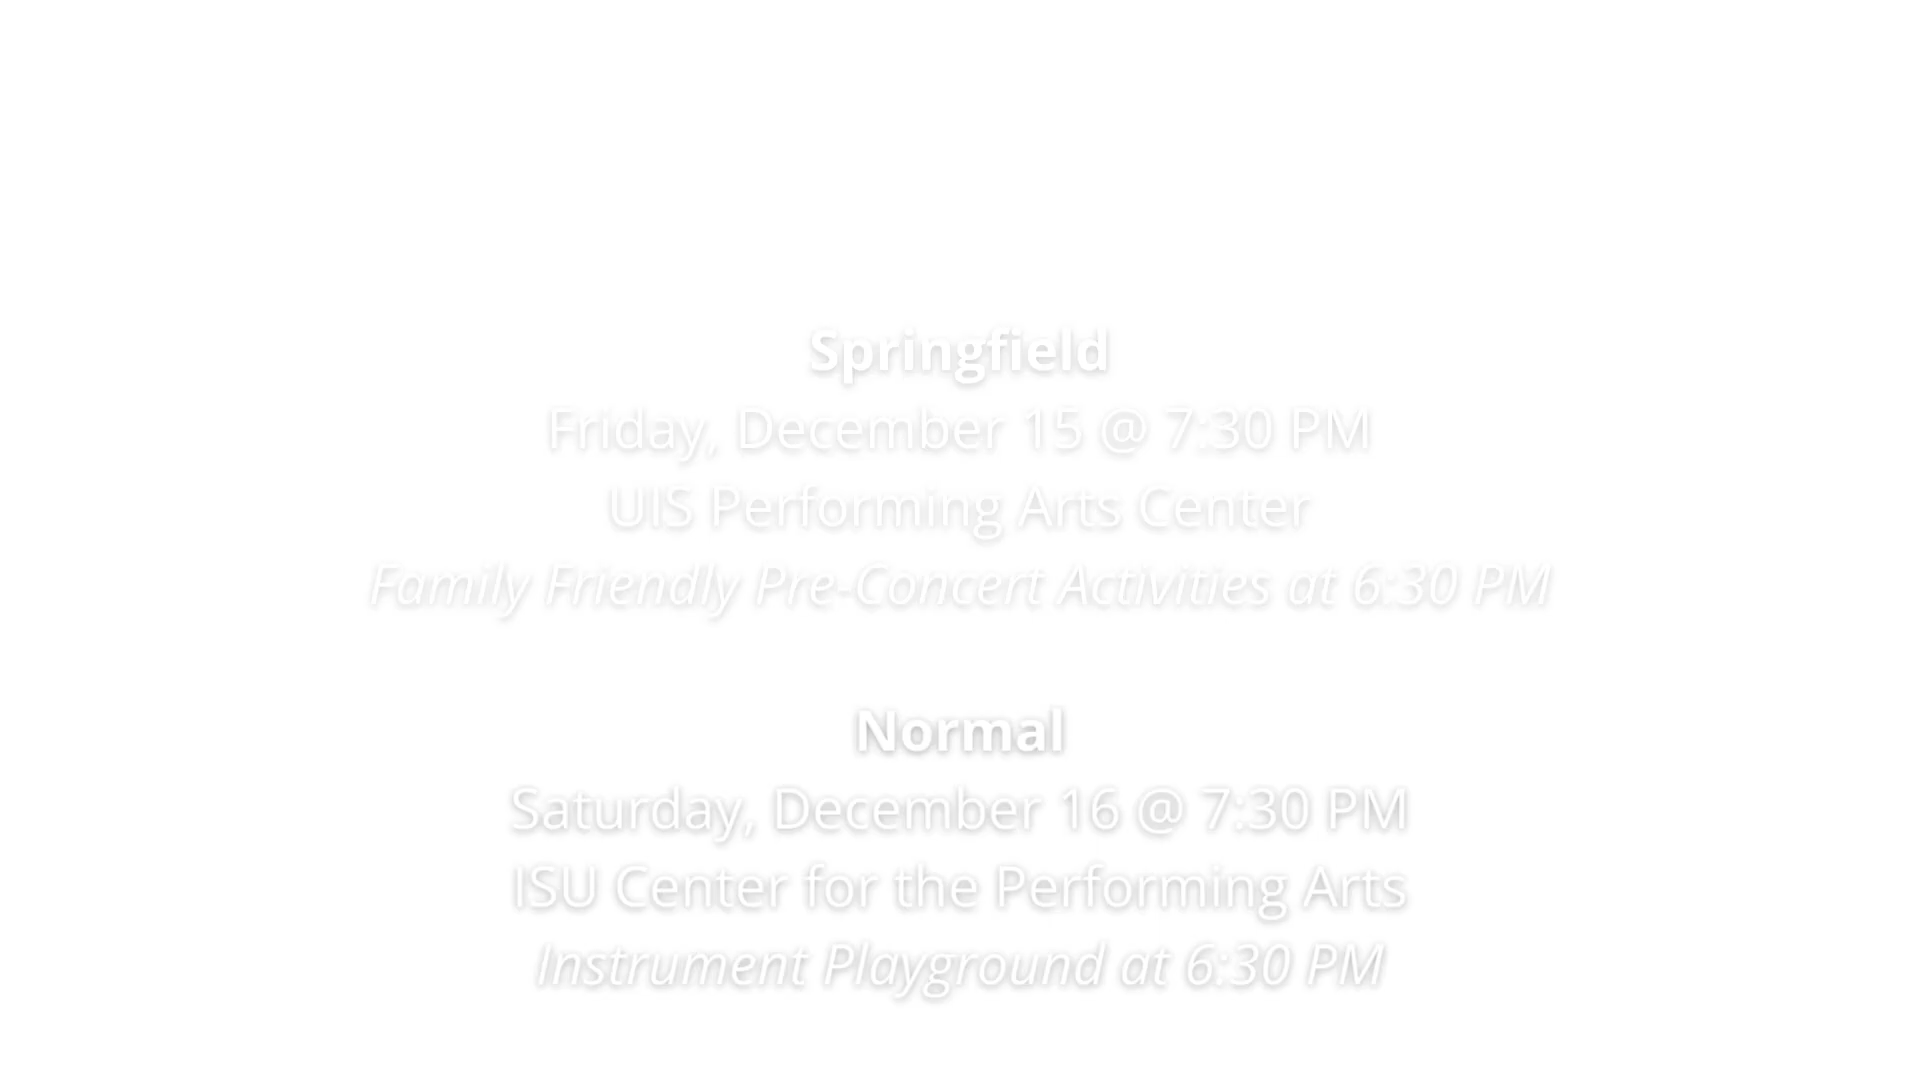 Springfield
Friday, December 15 @ 7:30 PM
UIS Performing Arts Center
Family Friendly Pre-Concert Activities at 6:30 PM
Normal
Saturday, December 16 @ 7:30 PM
ISU Center for the Performing Arts
Instrument Playground at 6:30 PM